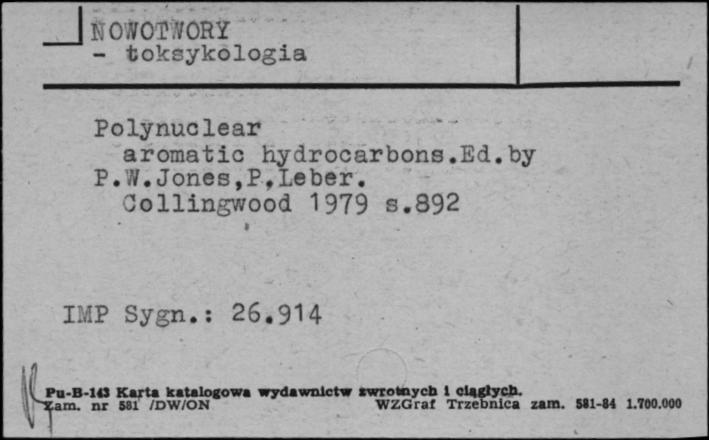 NOWOTWORY
- toksykologia
Polynuclear
aromatic hydrocarbons.Ed.by
P.W.Jones,P.Leber.
Collingwood 1979 s.892
IMP Sygn.: 26.914
Pu-B-143 Karta katalogowa wydawnictw zwrotnych i ciągłych.
Zam. nr 581 /DW/ON WZGraf Trzebnica zam. 581-84 1.700.000